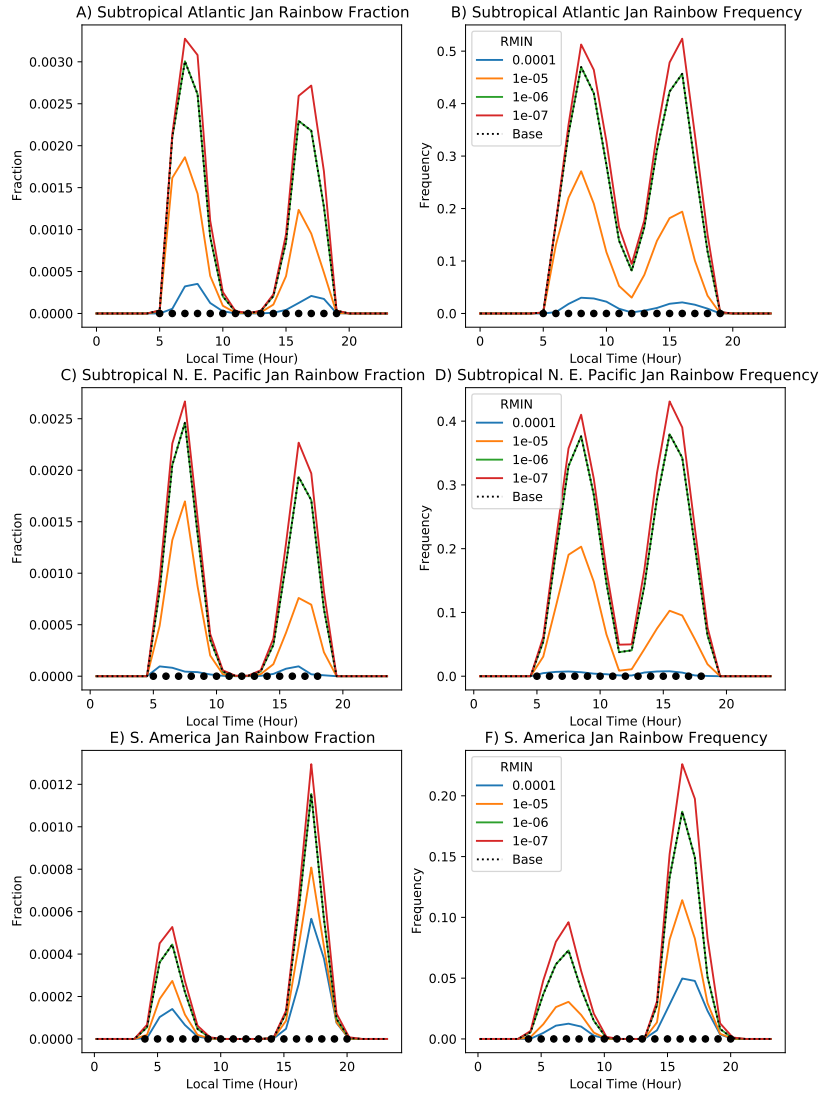 A) Subtropical Atlantic Jan Rainbow Fraction
0.0030
0.0025
0.0020
0.0015
0.0010
0.0005
0.0000
Fraction
0 5 10 15 20
Local Time (Hour)
B) Subtropical Atlantic Jan Rainbow Frequency
RMIN
0.0001
1e-05
1e-06
1e-07
Base
0.5
0.4
0.3
0.2
0.1
0.0
Frequency
0 5 10 15 20
Local Time (Hour)
C) Subtropical N. E. Pacific Jan Rainbow Fraction
0.0025
0.0020
0.0015
0.0010
0.0005
0.0000
Fraction
0 5 10 15 20
Local Time (Hour)
D) Subtropical N. E. Pacific Jan Rainbow Frequency
RMIN
0.0001
1e-05
1e-06
1e-07
Base
0.4
0.3
0.2
0.1
0.0
Frequency
0 5 10 15 20
Local Time (Hour)
E) S. America Jan Rainbow Fraction
0.0012
0.0010
0.0008
0.0006
0.0004
0.0002
0.0000
Fraction
0 5 10 15 20
Local Time (Hour)
F) S. America Jan Rainbow Frequency
RMIN
0.0001
1e-05
1e-06
1e-07
Base
0.20
0.15
0.10
0.05
0.00
Frequency
0 5 10 15 20
Local Time (Hour)